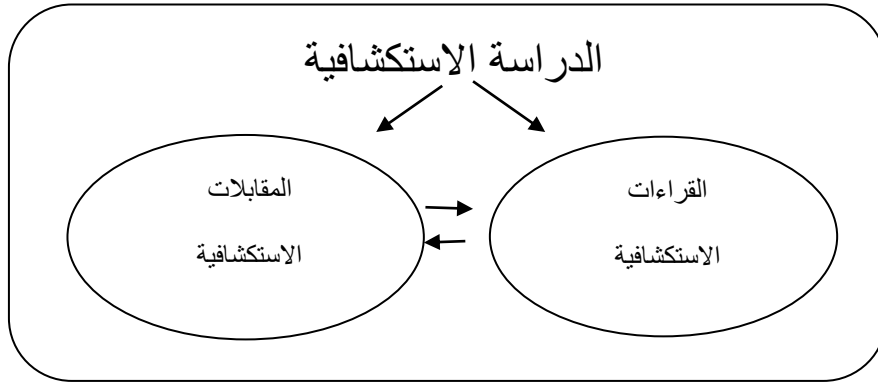 الدراسة الاستكشافية
القراءات
الاستكشافية
المقابلات
الاستكشافية